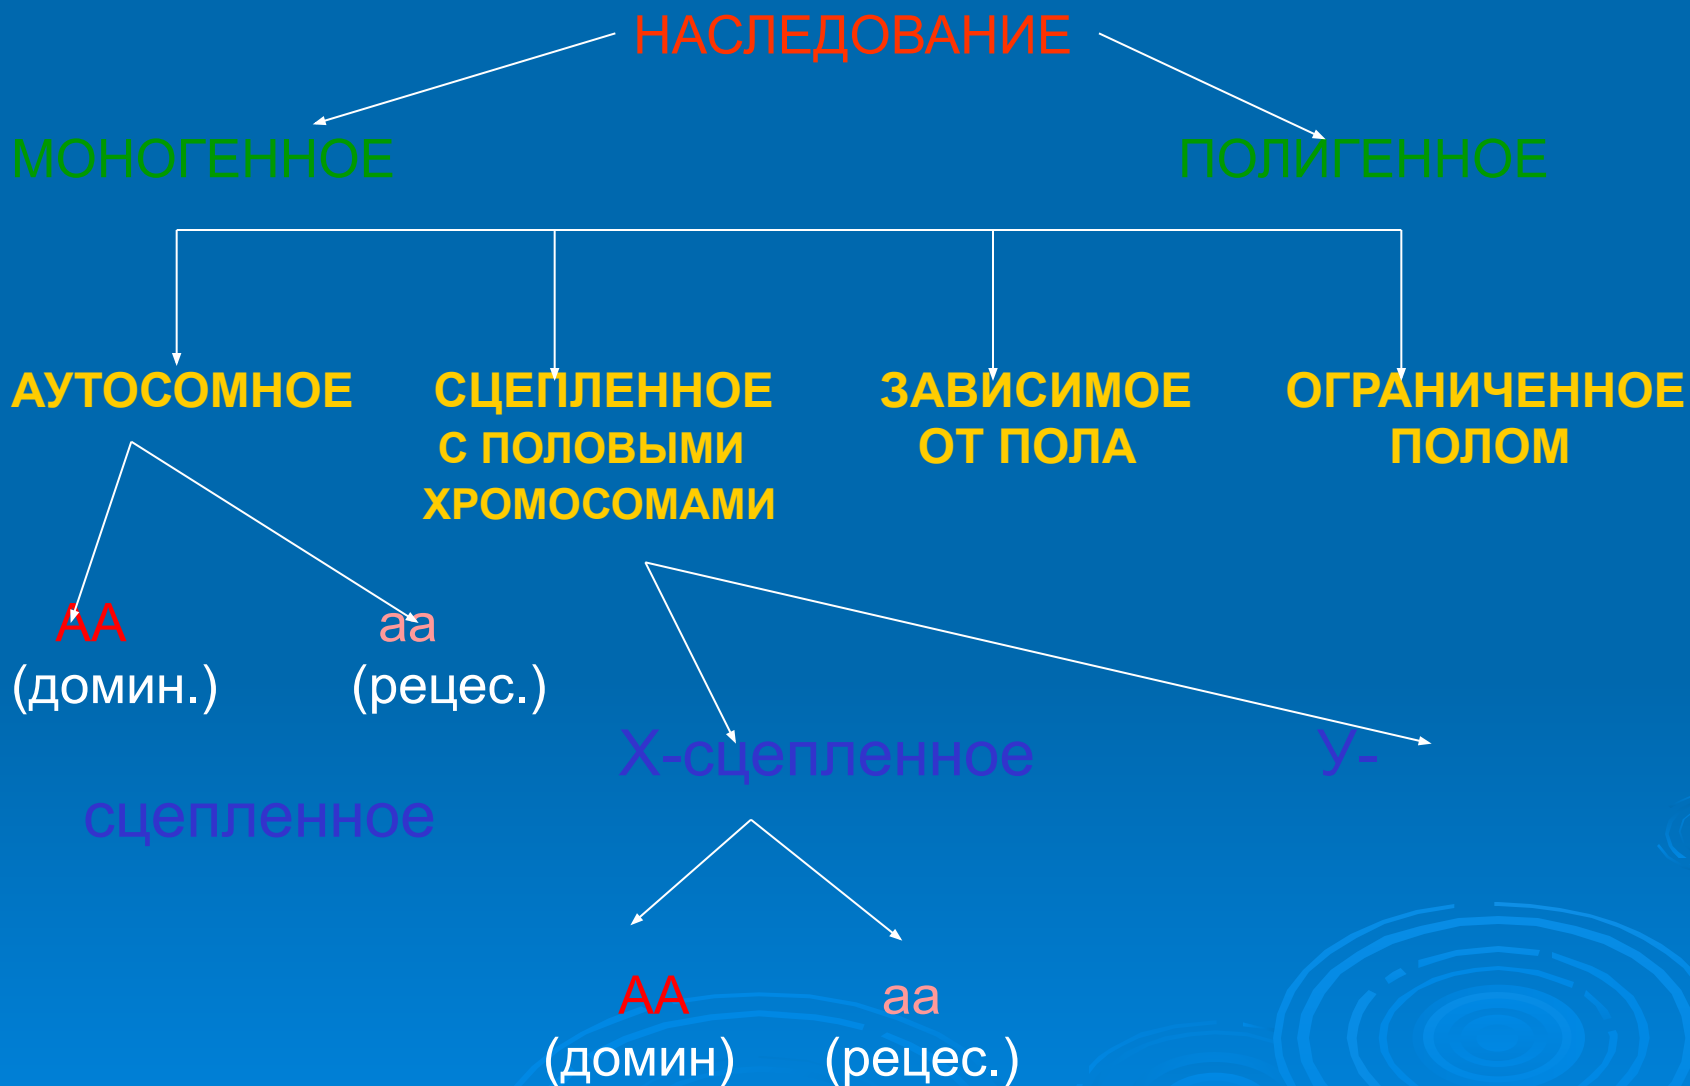 НАСЛЕДОВАНИЕ
МОНОГЕННОЕ ПОЛИГЕННОЕ
АУТОСОМНОЕ СЦЕПЛЕННОЕ ЗАВИСИМОЕ ОГРАНИЧЕННОЕ
С ПОЛОВЫМИ ОТ ПОЛА ПОЛОМ
ХРОМОСОМАМИ
АА аа
(домин.) (рецес.)
Х-сцепленное У-
сцепленное
АА аа
(домин) (рецес.)